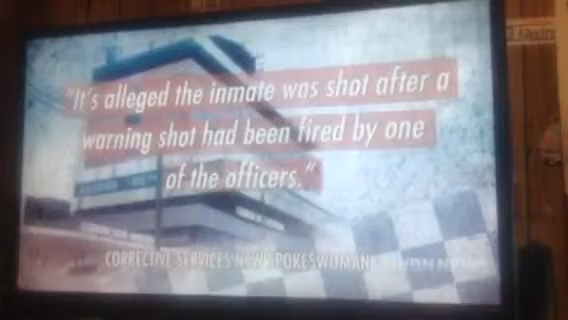 "It's alleged the inmate was shot after a
warning shot had been fired by one
of the officers."
CORRECTIVE SERVICES NSW SPOKESWOMAN